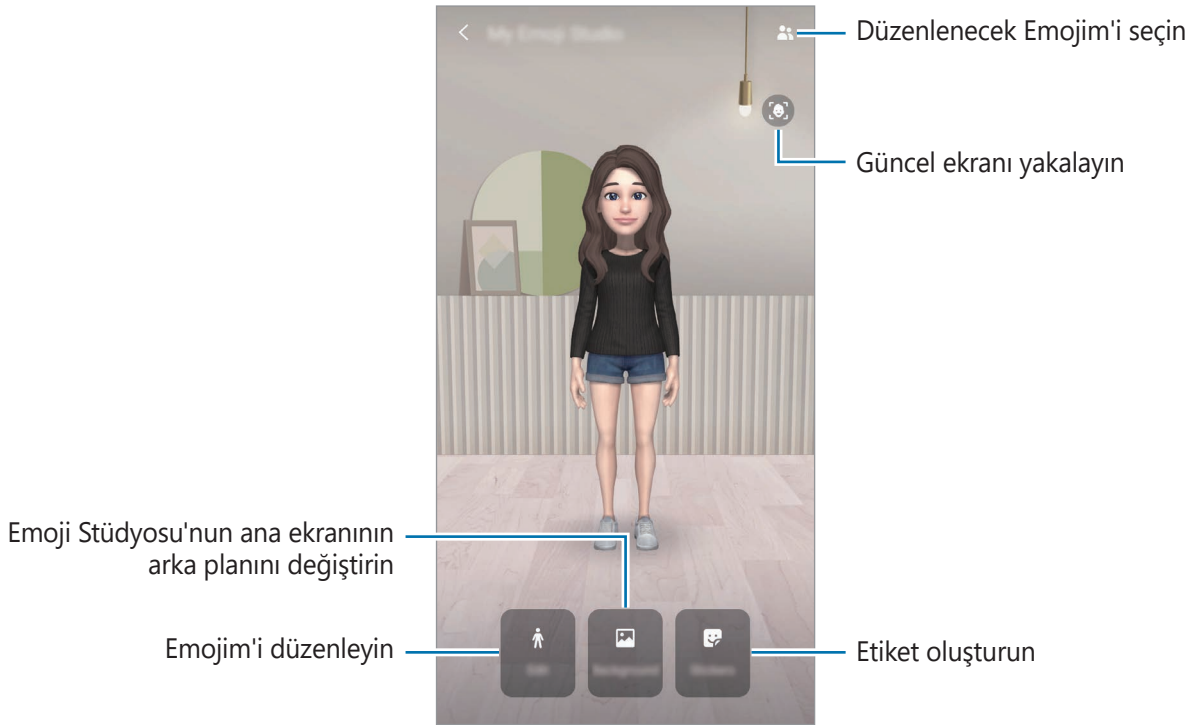 Düzenlenecek Emojim'i seçin
Güncel ekranı yakalayın
Emoji Stüdyosu'nun ana ekranının
arka planını değiştirin
Emojim'i düzenleyin
Etiket oluşturun